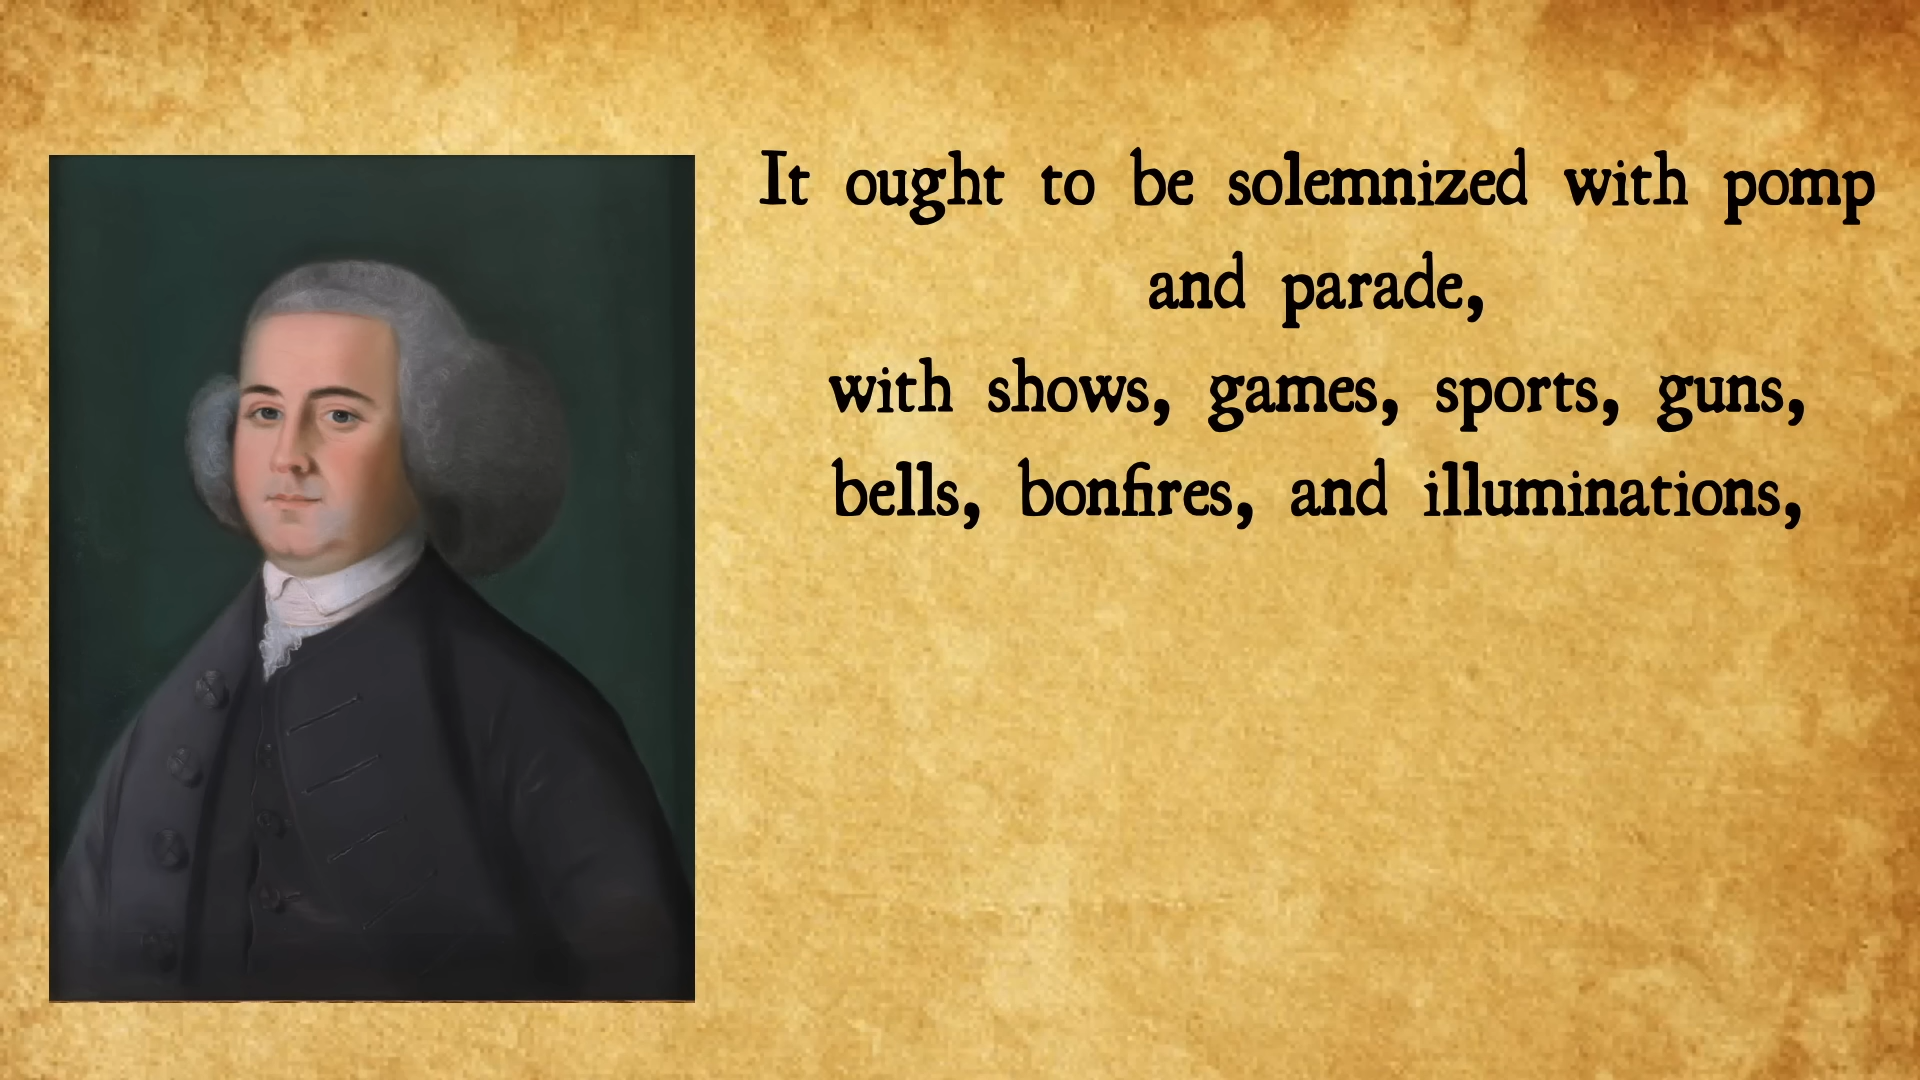 It ought to be solemnized with pomp
and parade,
with shows, games, sports, guns,
bells, bonfires, and illuminations,